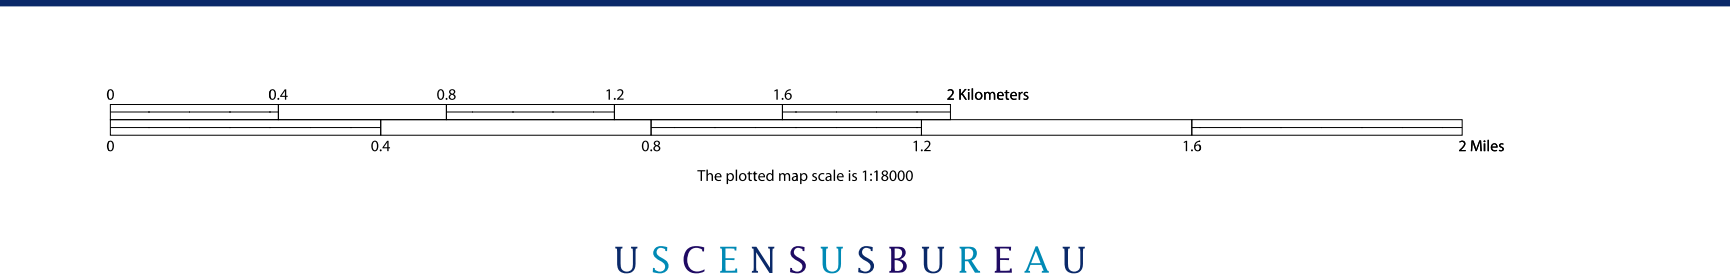 0 0.4 0.8 1.2 1.6 2 Kilometers
0 0.4 0.8 1.2 1.6 2 Miles
The plotted map scale is 1:18000
USCENSUSBUREAU